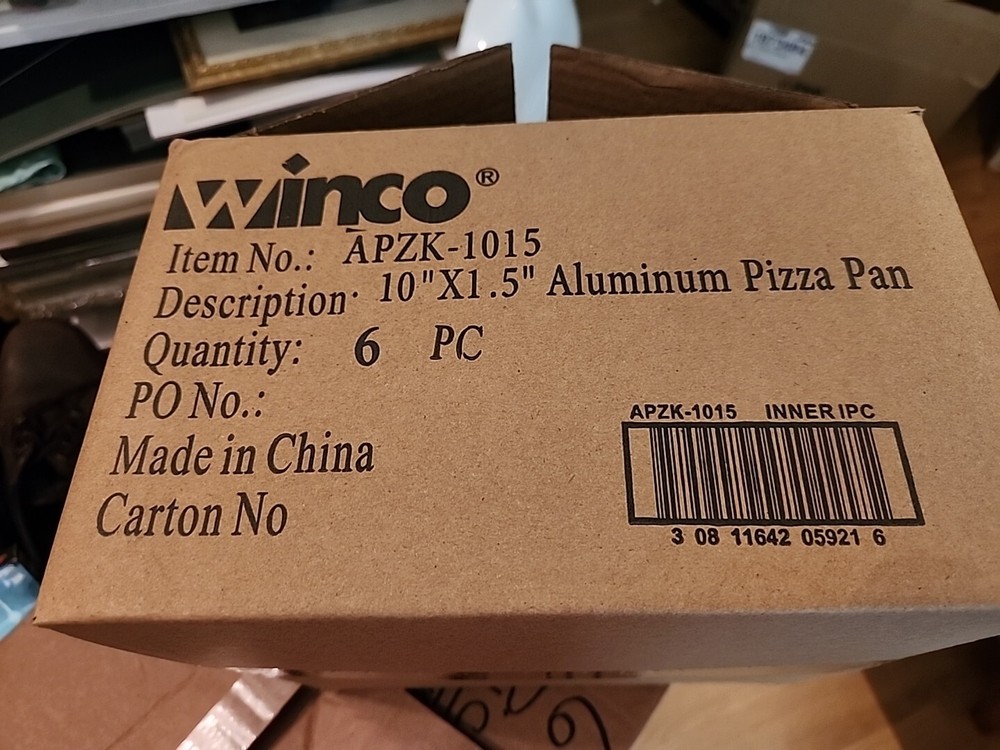 Winco®
Item No.: APZK-1015
Description: 10"X1.5" Aluminum Pizza Pan
Quantity: 6 PC
PO No.:
Made in China
Carton No
APZK-1015 INNER IPC
3 08 11642 05921 6